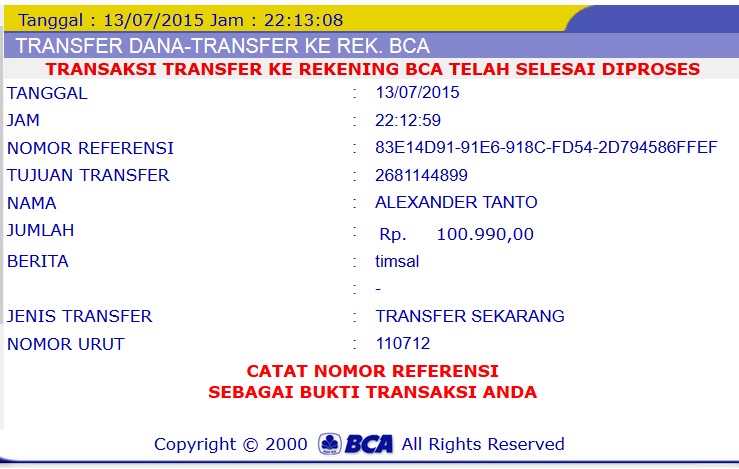 Tanggal : 13/07/2015 Jam : 22:13:08
TRANSFER DANA-TRANSFER KE REK. BCA
TRANSAKSI TRANSFER KE REKENING BCA TELAH SELESAI DIPROSES
TANGGAL : 13/07/2015
JAM : 22:12:59
NOMOR REFERENSI : 83E14D91-91E6-918C-FD54-2D794586FFEF
TUJUAN TRANSFER : 2681144899
NAMA : ALEXANDER TANTO
JUMLAH : Rp. 100.990,00
BERITA : timsal
: -
JENIS TRANSFER : TRANSFER SEKARANG
NOMOR URUT : 110712
CATAT NOMOR REFERENSI
SEBAGAI BUKTI TRANSAKSI ANDA
Copyright © 2000 BCA All Rights Reserved